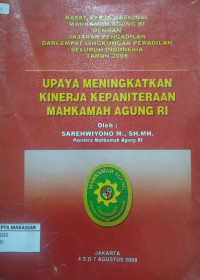 RAPAT KERJA NASIONAL
MAHKAMAH AGUNG RI
DENGAN
JAJARAN PENGADILAN
DARI EMPAT LINGKUNGAN PERADILAN
SELURUH INDONESIA
TAHUN 2008
UPAYA MENINGKATKAN
KINERJA KEPANITERAAN
MAHKAMAH AGUNG RI
Oleh :
SAREHWIYONO M., SH.MH.
Panitera Mahkamah Agung RI
MAHKAMAH AGUNG
PTA MAKASSAR
JAKARTA
4 S.D 7 AGUSTUS 2008